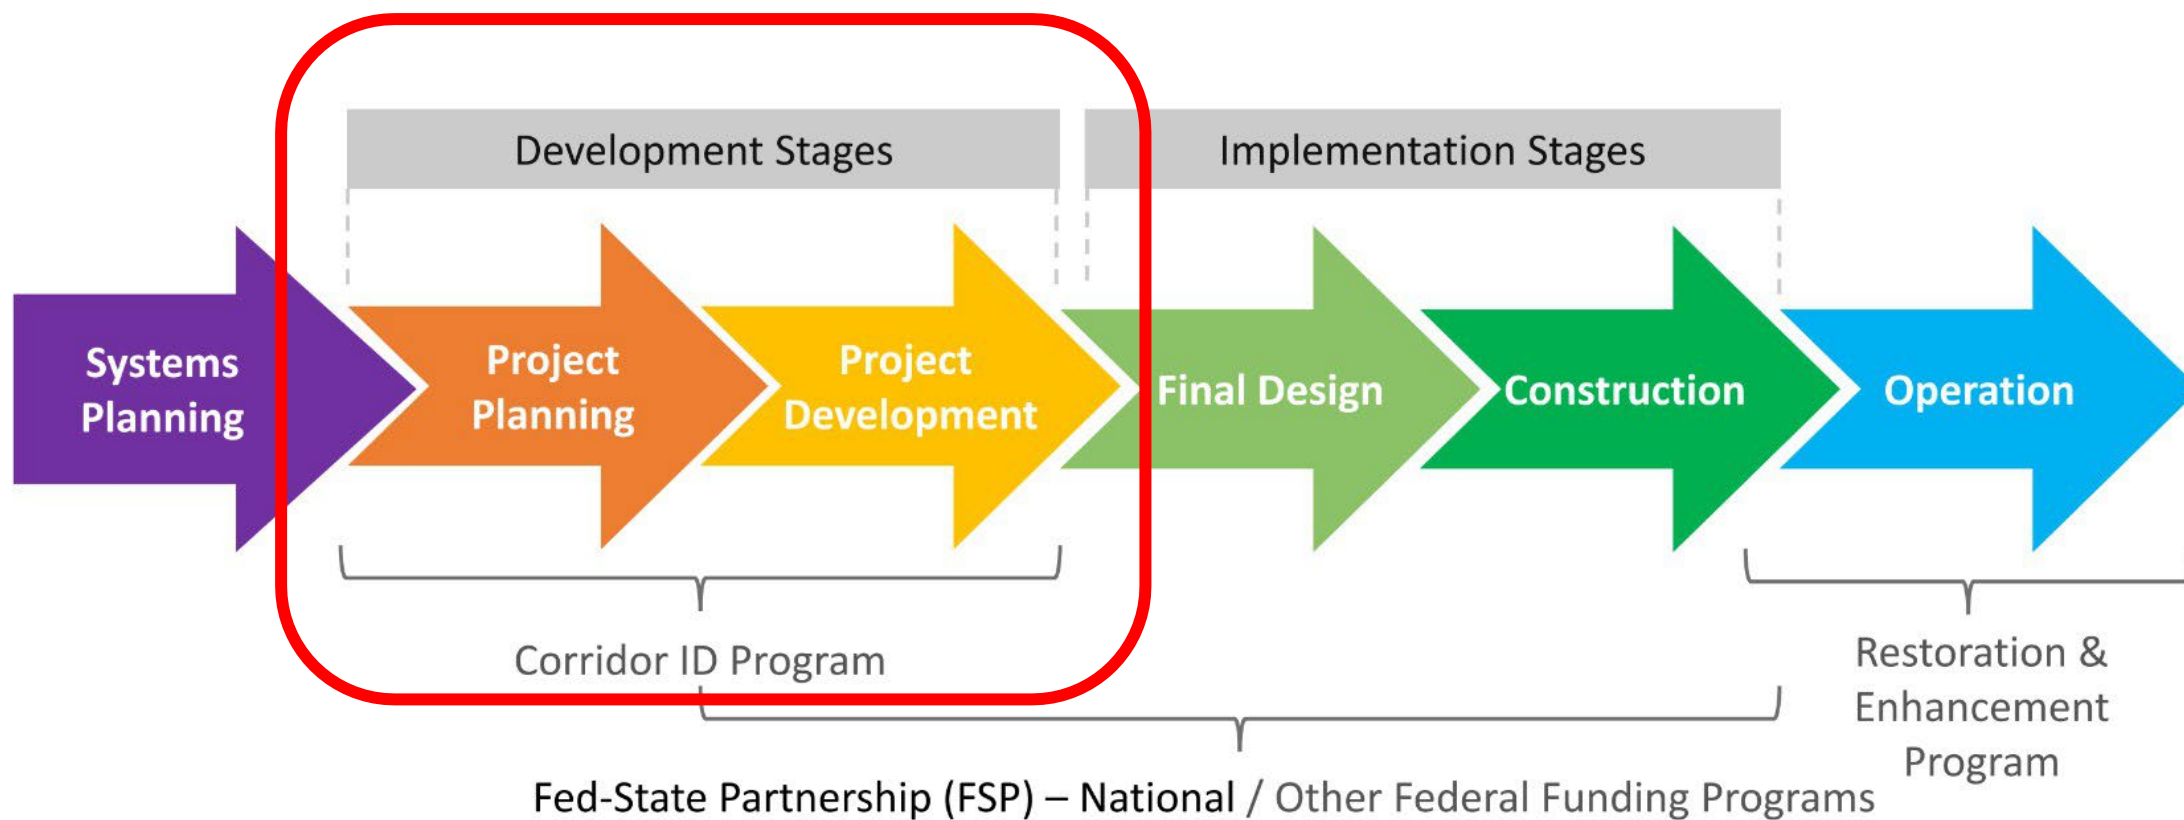 Development Stages
Implementation Stages
Systems
Planning
Project
Planning
Project
Development
Final Design
Construction
Operation
Corridor ID Program
Restoration &
Enhancement
Program
Fed-State Partnership (FSP) – National / Other Federal Funding Programs